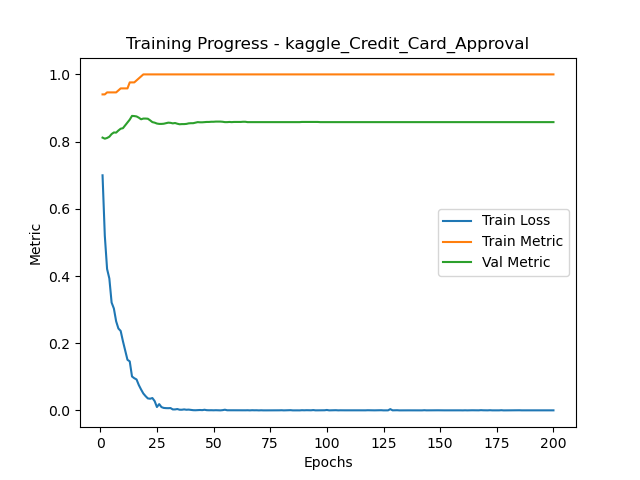 Training Progress - kaggle_Credit_Card_Approval
Metric
1.0
0.8
0.6
0.4
0.2
0.0
Train Loss
Train Metric
Val Metric
0 25 50 75 100 125 150 175 200
Epochs